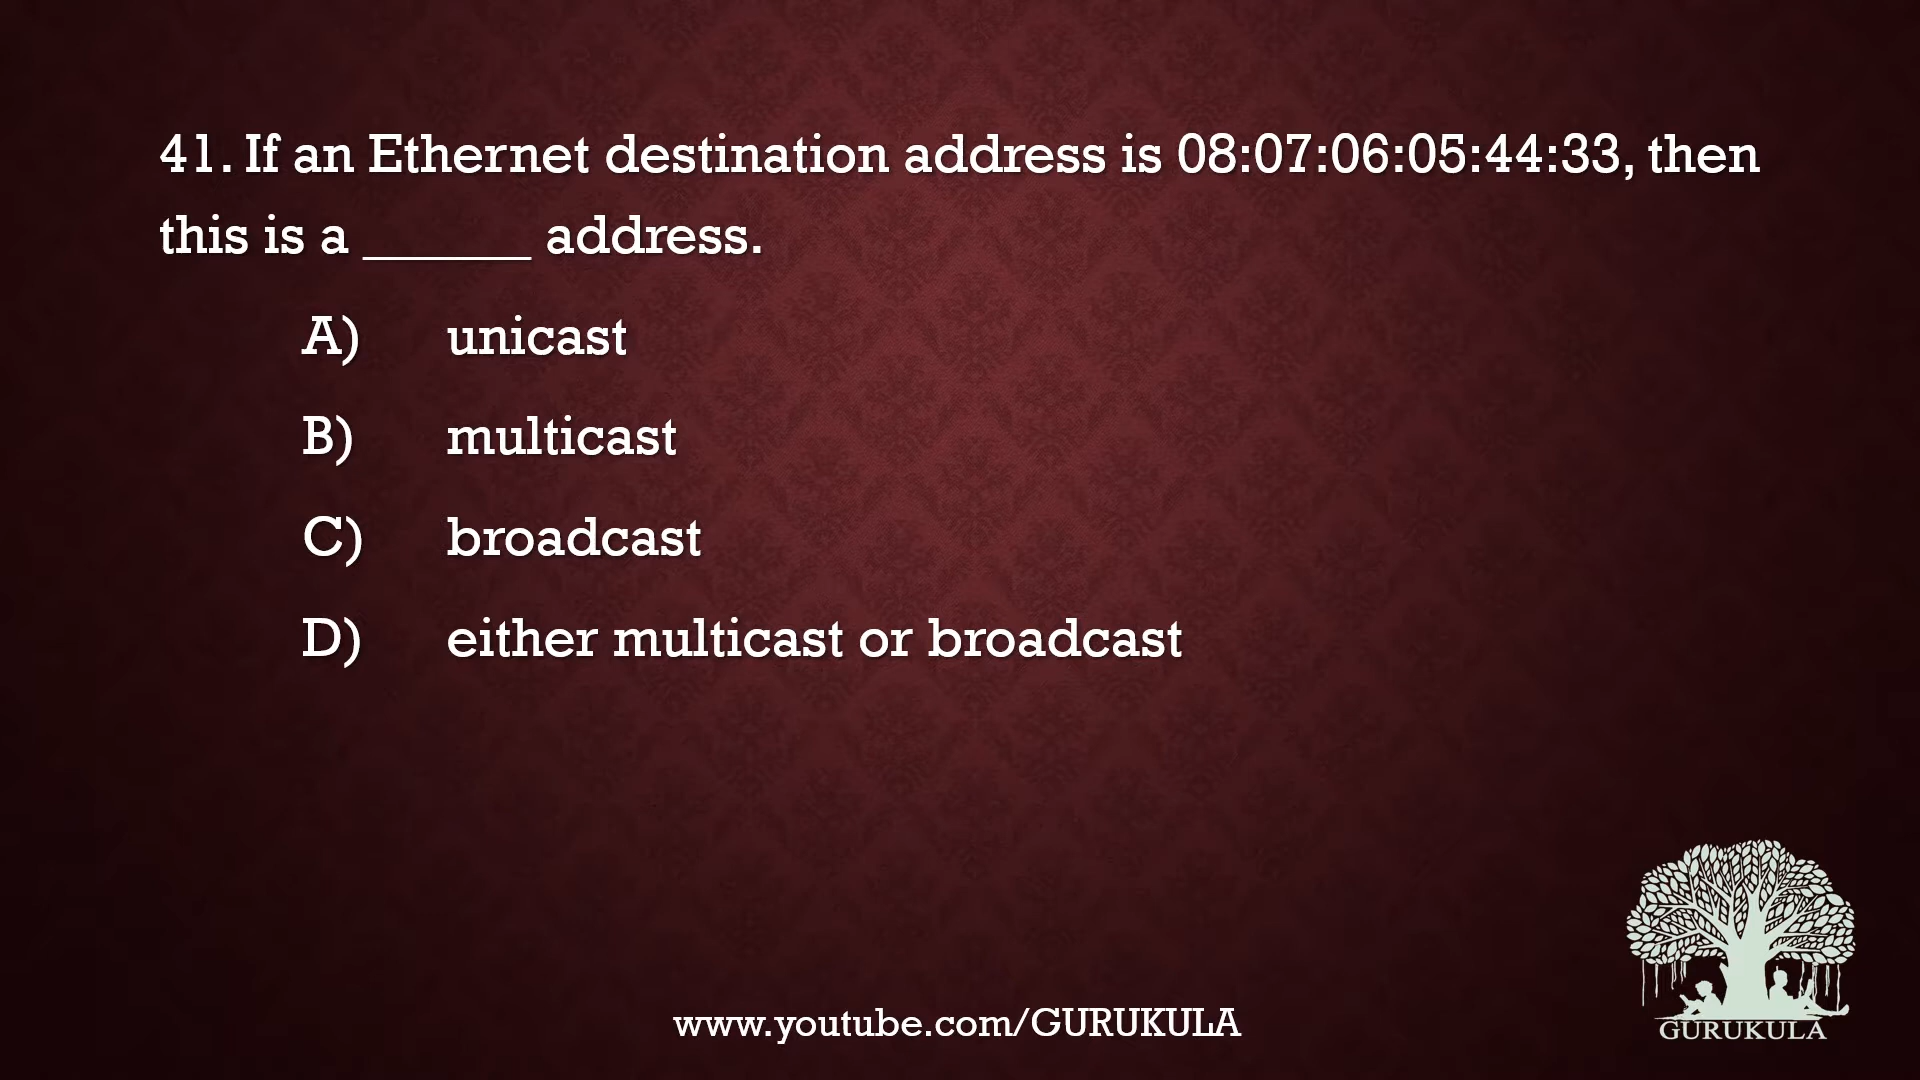 41. If an Ethernet destination address is 08:07:06:05:44:33, then
this is a ______ address.
A) unicast
B) multicast
C) broadcast
D) either multicast or broadcast
www.youtube.com/GURUKULA
GURUKULA